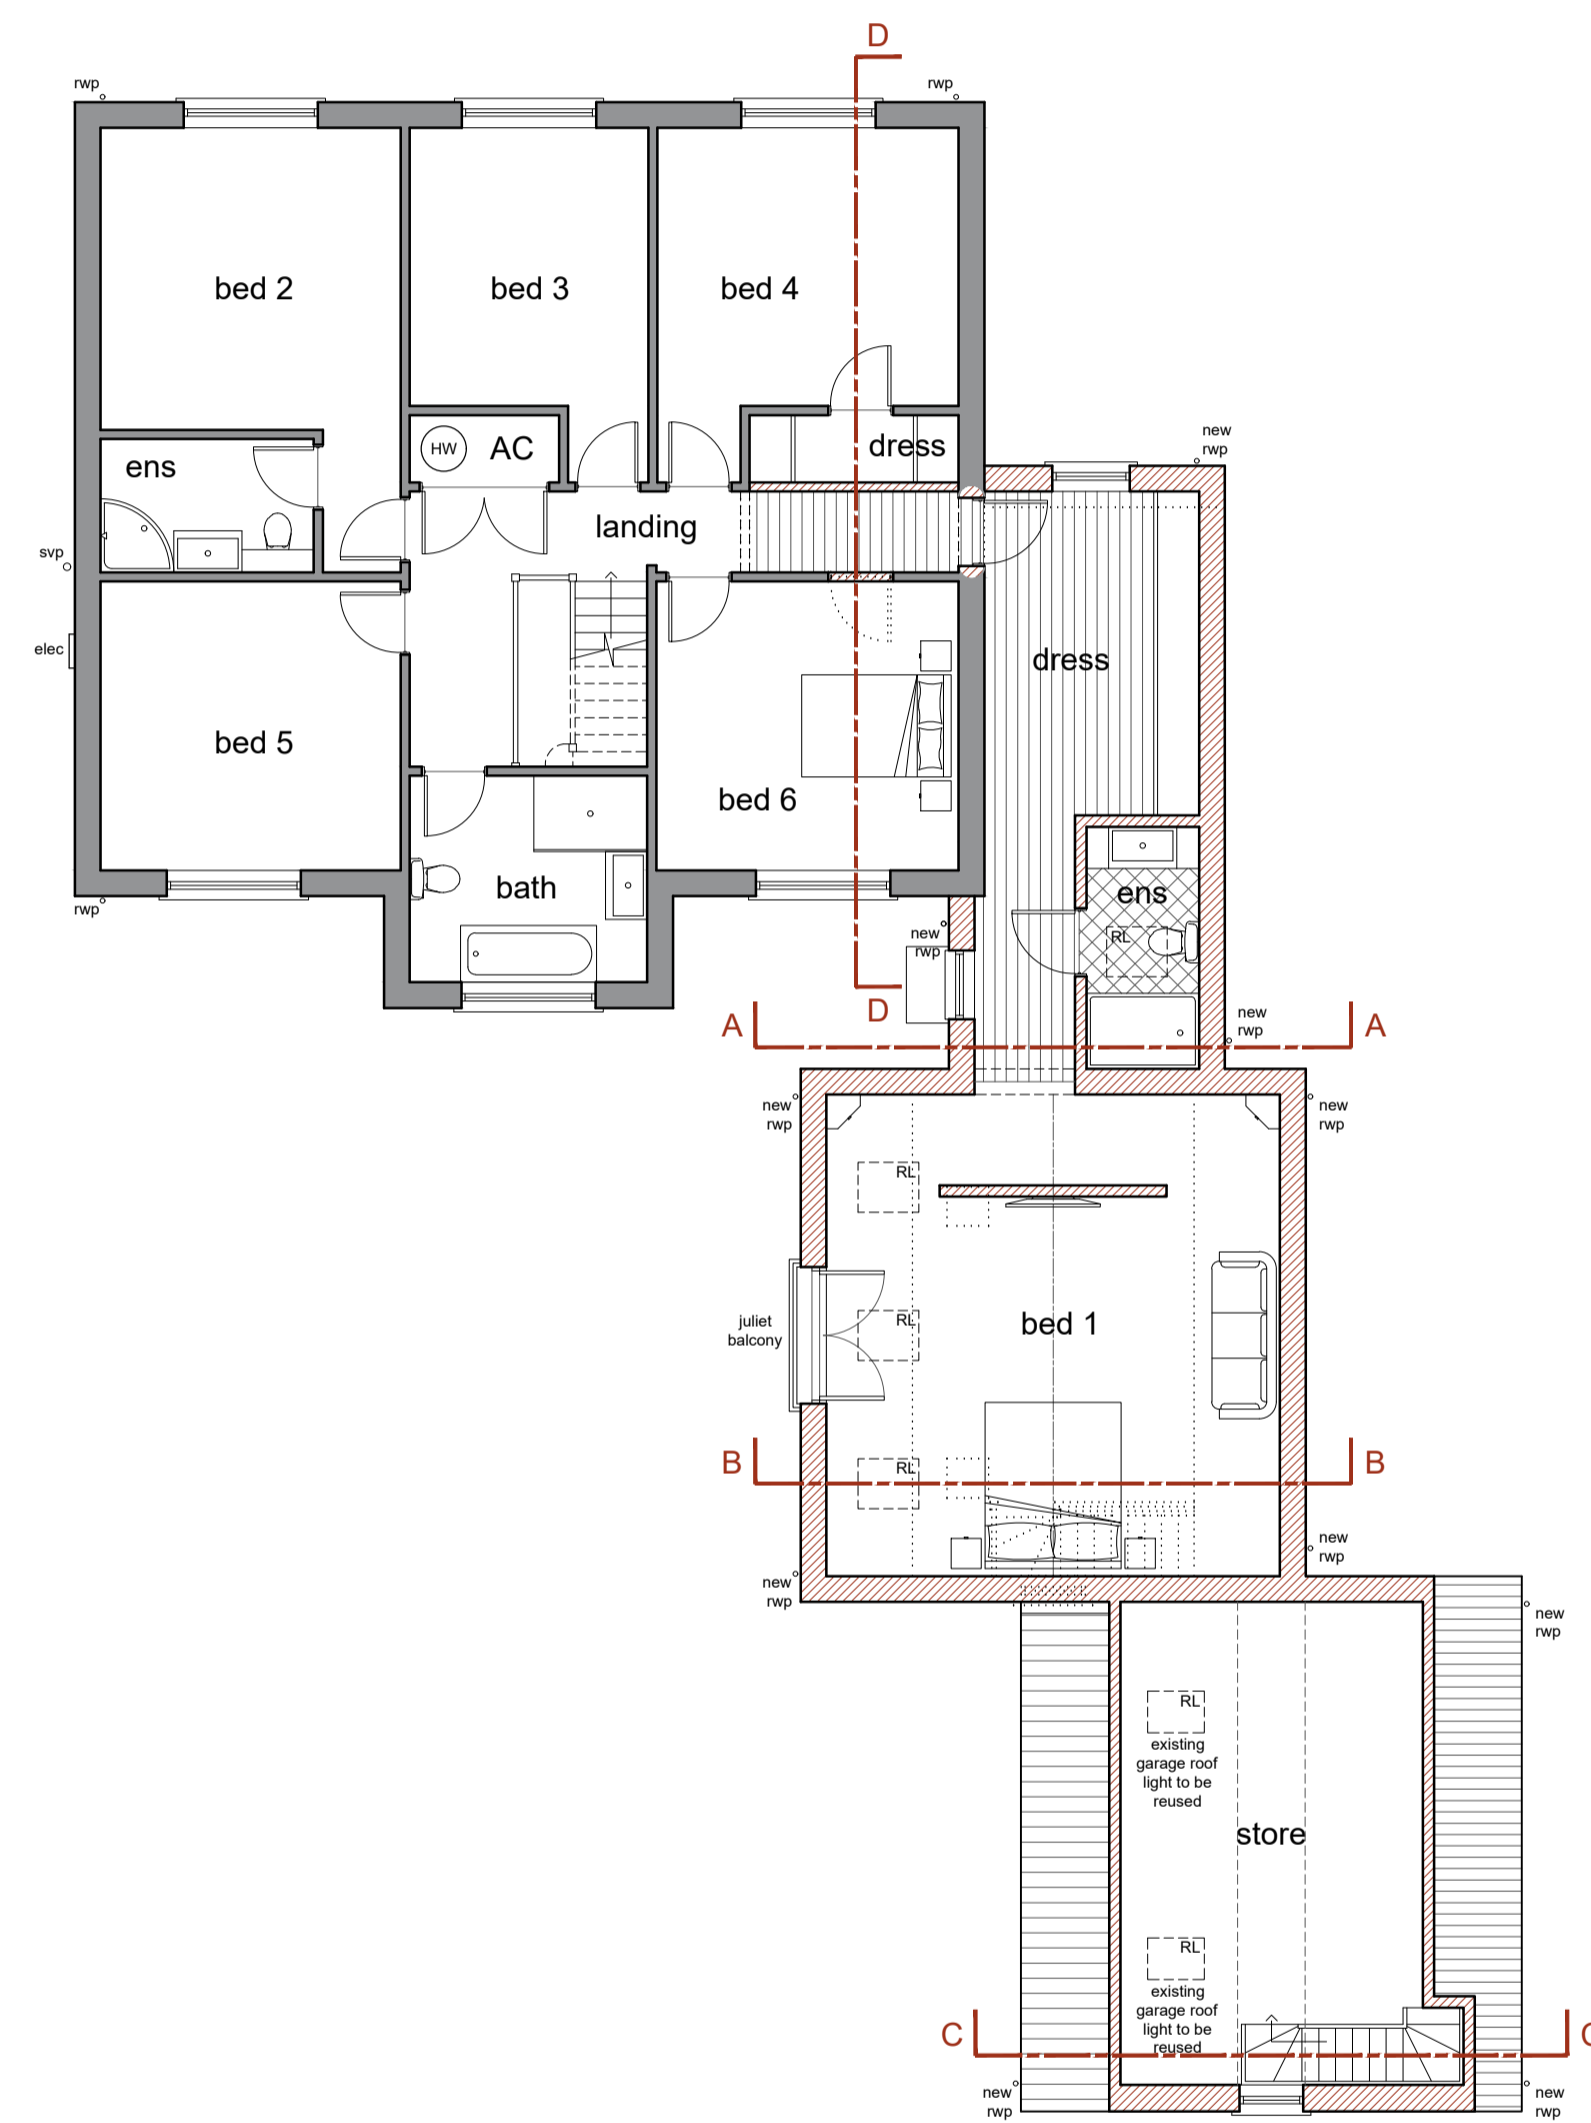 D
rwp
rwp
bed 2
bed 3
bed 4
new
rwp
ens
HW
AC
dress
landing
svp
elec
dress
bed 5
bed 6
bath
ens
RL
rwp
new
rwp
D
A
A
new
rwp
new
rwp
new
rwp
RL
juliet
balcony
RL
bed 1
B
B
RL
new
rwp
new
rwp
new
rwp
RL
existing
garage roof
light to be
reused
store
RL
existing
garage roof
light to be
reused
C
C
new
rwp
new
rwp